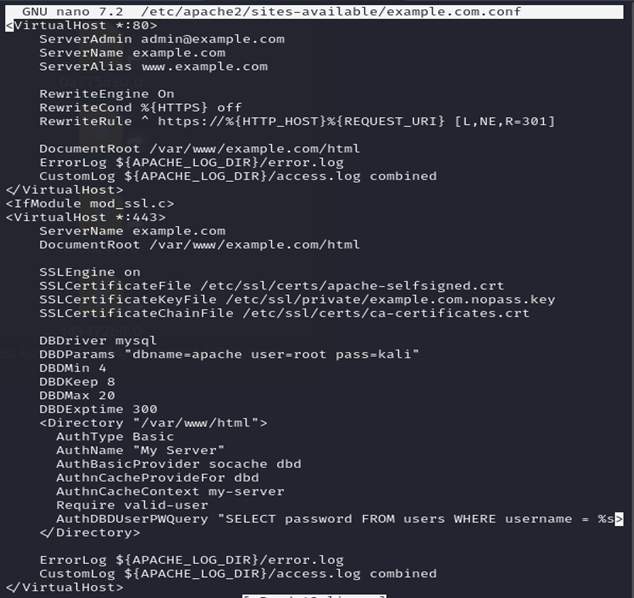 GNU nano 7.2  /etc/apache2/sites-available/example.com.conf
<VirtualHost *:80>
    ServerAdmin admin@example.com
    ServerName example.com
    ServerAlias www.example.com

    RewriteEngine On
    RewriteCond %{HTTPS} off
    RewriteRule ^ https://%{HTTP_HOST}%{REQUEST_URI} [L,NE,R=301]

    DocumentRoot /var/www/example.com/html
    ErrorLog ${APACHE_LOG_DIR}/error.log
    CustomLog ${APACHE_LOG_DIR}/access.log combined
</VirtualHost>
<IfModule mod_ssl.c>
<VirtualHost *:443>
    ServerName example.com
    DocumentRoot /var/www/example.com/html

    SSLEngine on
    SSLCertificateFile /etc/ssl/certs/apache-selfsigned.crt
    SSLCertificateKeyFile /etc/ssl/private/example.com.nopass.key
    SSLCertificateChainFile /etc/ssl/certs/ca-certificates.crt

    DBDriver mysql
    DBDParams "dbname=apache user=root pass=kali"
    DBDMin 4
    DBDKeep 8
    DBDMax 20
    DBDExptime 300
    <Directory "/var/www/html">
      AuthType Basic
      AuthName "My Server"
      AuthBasicProvider socache dbd
      AuthnCacheProvideFor dbd
      AuthnCacheContext my-server
      Require valid-user
      AuthDBDUserPWQuery "SELECT password FROM users WHERE username = %s>
    </Directory>

    ErrorLog ${APACHE_LOG_DIR}/error.log
    CustomLog ${APACHE_LOG_DIR}/access.log combined
</VirtualHost>